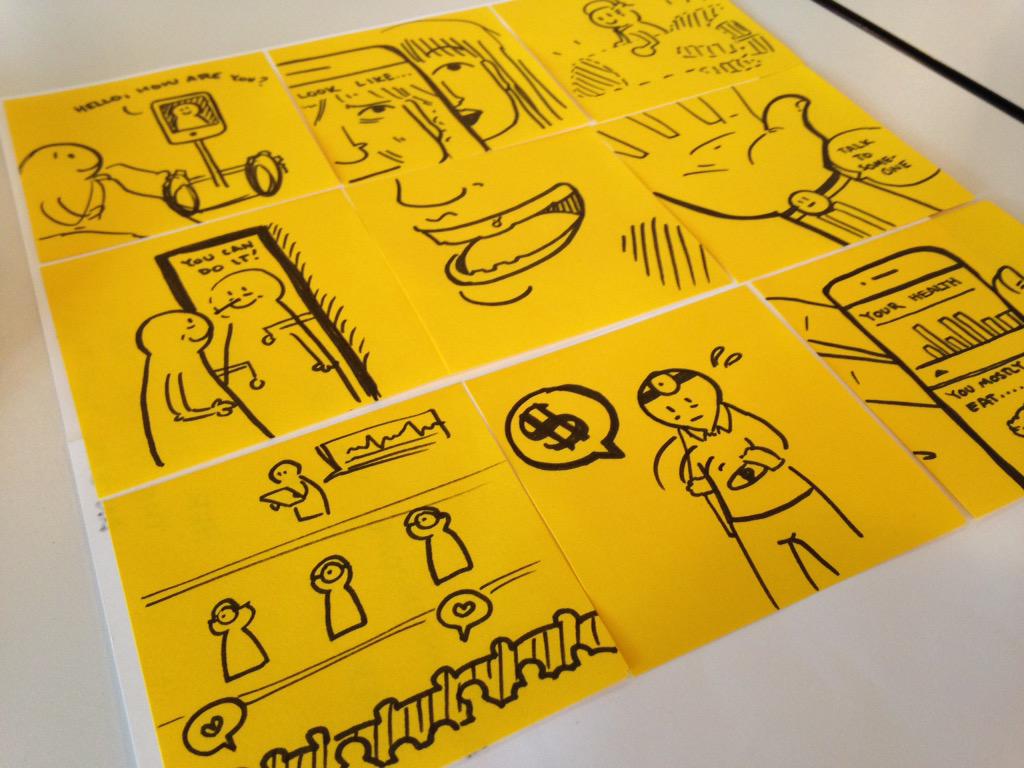 HELLO, HOW ARE YOU?
LOOK LIKE...
TALK
TO
SOME-
ONE
YOU CAN
DO IT!
YOUR HEALTH
YOU MOSTLY
EAT....
$